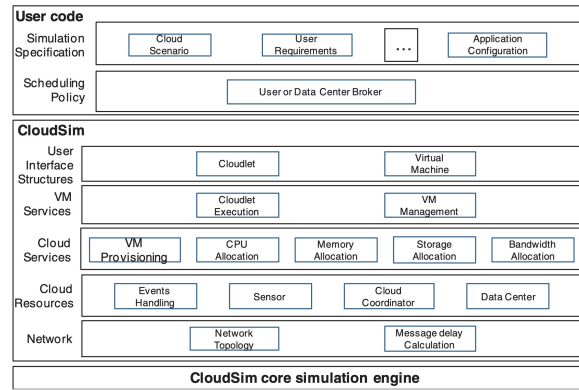 User code
Simulation
Specification
Cloud
Scenario
User
Requirements
...
Application
Configuration
Scheduling
Policy
User or Data Center Broker
CloudSim
User
Interface
Structures
Cloudlet
Virtual
Machine
VM
Services
Cloudlet
Execution
VM
Management
Cloud
Services
VM
Provisioning
CPU
Allocation
Memory
Allocation
Storage
Allocation
Bandwidth
Allocation
Cloud
Resources
Events
Handling
Sensor
Cloud
Coordinator
Data Center
Network
Network
Topology
Message delay
Calculation
CloudSim core simulation engine